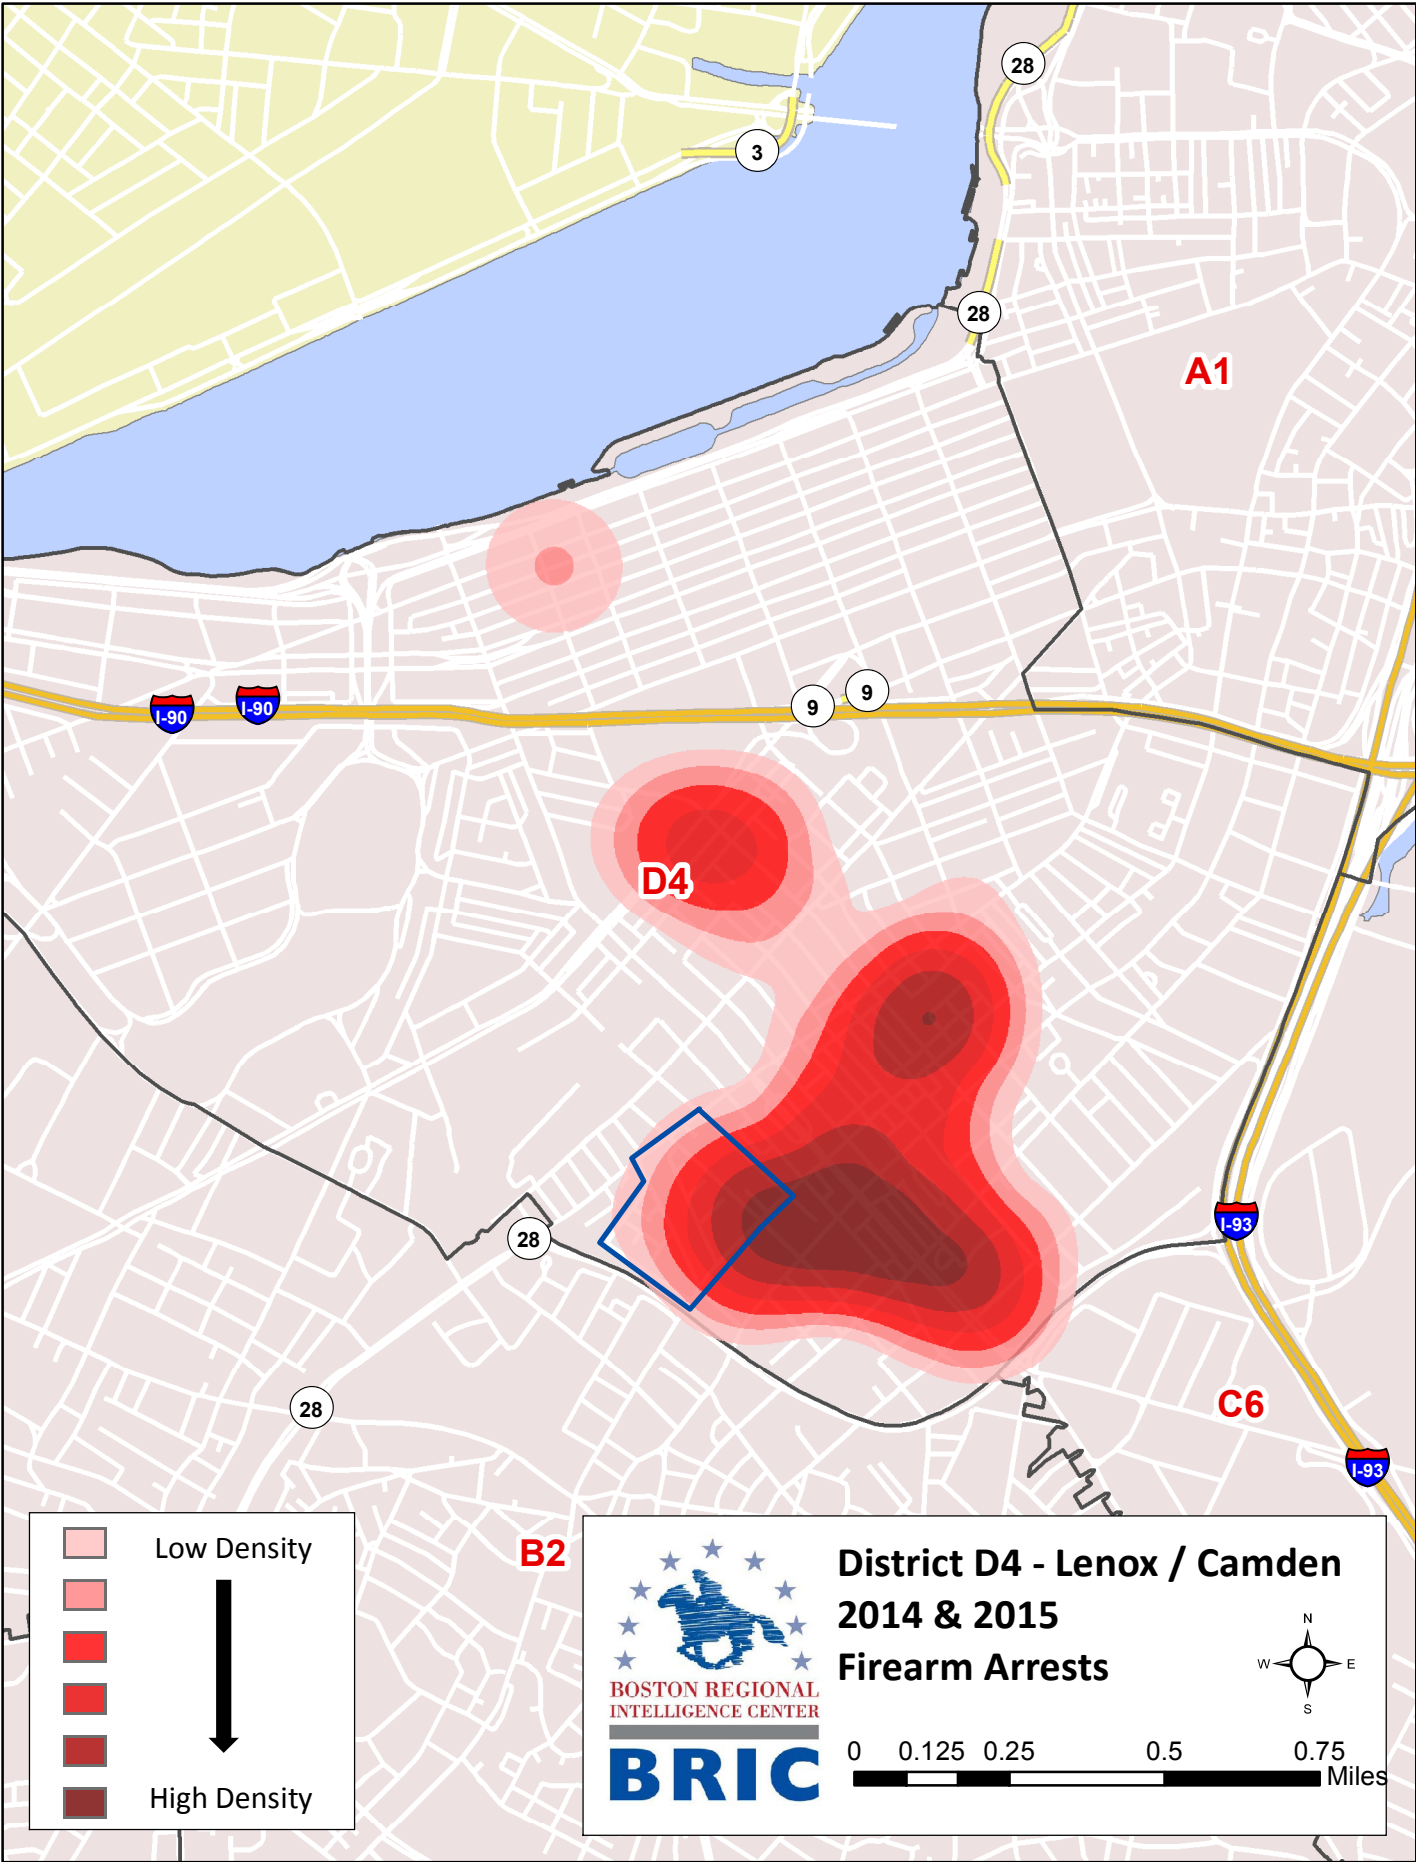 28
3
28
A1
I-90
I-90
9
9
D4
28
I-93
28
C6
I-93
B2
Low Density
High Density
BOSTON REGIONAL
INTELLIGENCE CENTER
BRIC
District D4 - Lenox / Camden
2014 & 2015
Firearm Arrests
N
W E
S
0 0.125 0.25 0.5 0.75
Miles